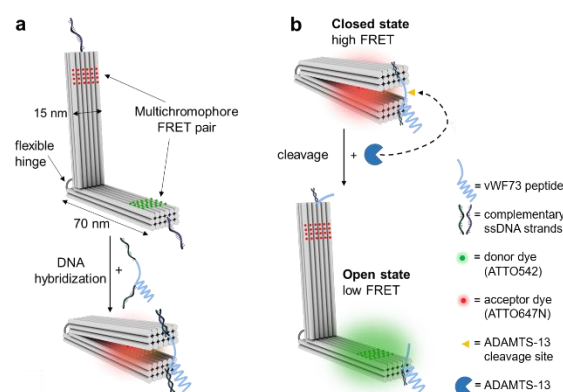 a
15 nm
Multichromophore
FRET pair
flexible
hinge
70 nm
DNA
hybridization
+
b
Closed state
high FRET
cleavage
+
Open state
low FRET
= vWF73 peptide
= complementary
ssDNA strands
= donor dye
(ATTO542)
= acceptor dye
(ATTO647N)
= ADAMTS-13
cleavage site
= ADAMTS-13